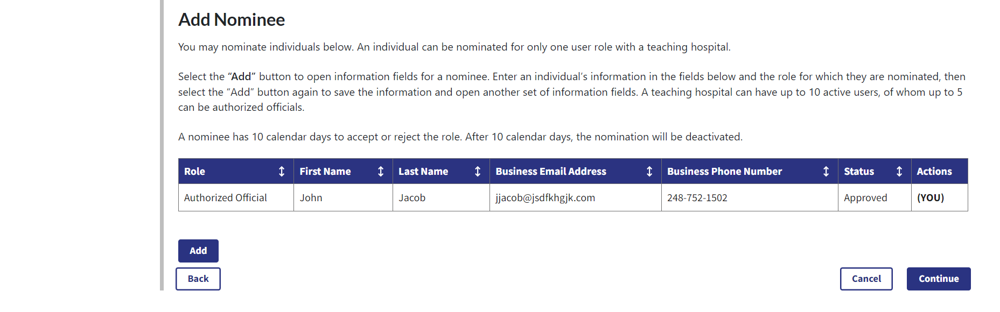 Add Nominee
You may nominate individuals below. An individual can be nominated for only one user role with a teaching hospital.
Select the “Add” button to open information fields for a nominee. Enter an individual’s information in the fields below and the role for which they are nominated, then
select the “Add” button again to save the information and open another set of information fields. A teaching hospital can have up to 10 active users, of whom up to 5
can be authorized officials.
A nominee has 10 calendar days to accept or reject the role. After 10 calendar days, the nomination will be deactivated.
Role First Name Last Name Business Email Address Business Phone Number Status Actions
Authorized Official John Jacob jjacob@jsdfkhgjk.com 248-752-1502 Approved (YOU)
Add
Back Cancel Continue